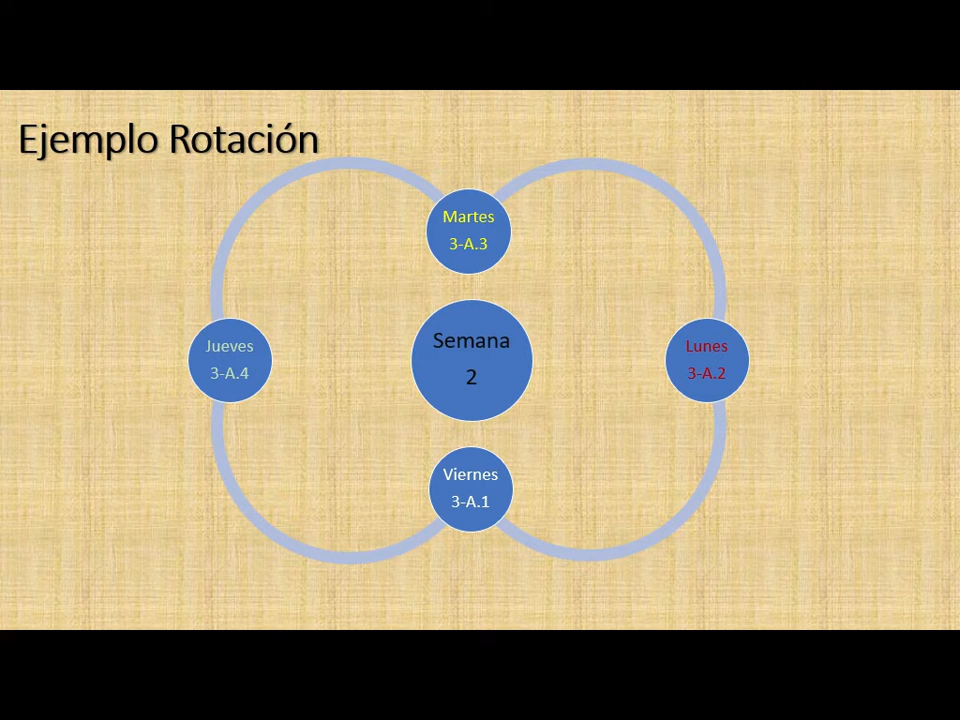 Ejemplo Rotación
Martes
3-A.3
Semana
2
Jueves
3-A.4
Lunes
3-A.2
Viernes
3-A.1